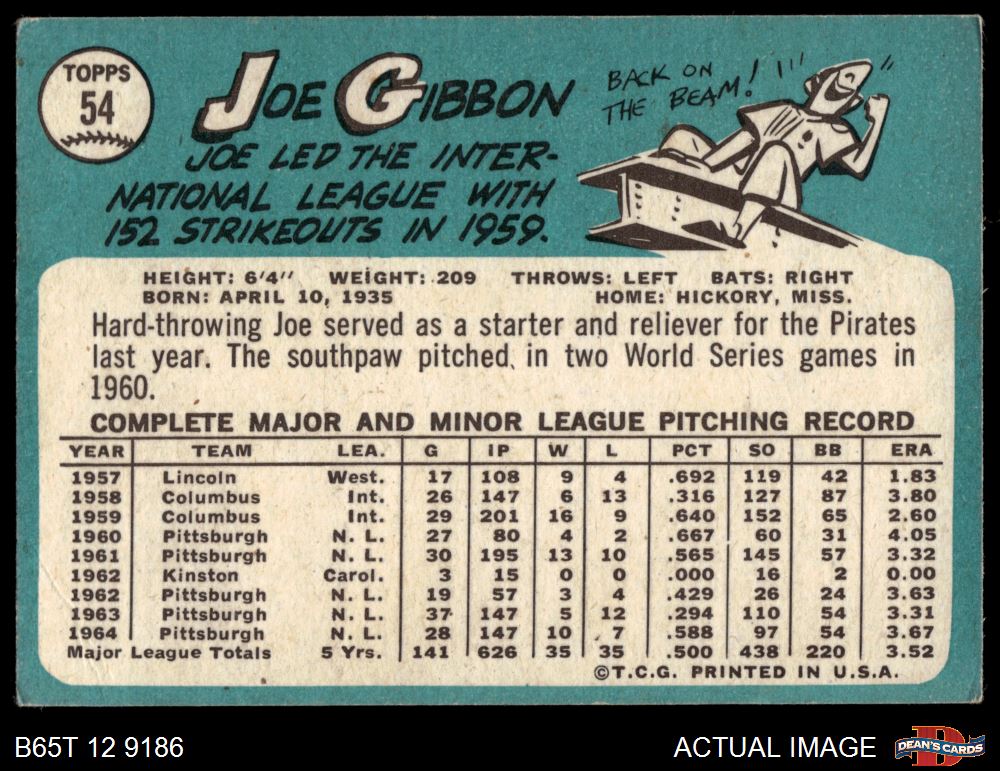 TOPPS
54
JOE GIBBON
BACK ON
THE BEAM!
JOE LED THE INTER-
NATIONAL LEAGUE WITH
152 STRIKEOUTS IN 1959.
HEIGHT: 6'4" WEIGHT: 209 THROWS: LEFT BATS: RIGHT
BORN: APRIL 10, 1935 HOME: HICKORY, MISS.
Hard-throwing Joe served as a starter and reliever for the Pirates
last year. The southpaw pitched in two World Series games in
1960.
COMPLETE MAJOR AND MINOR LEAGUE PITCHING RECORD
YEAR TEAM LEA. G IP W L PCT SO BB ERA
1957 Lincoln West. 17 108 9 4 .692 119 42 1.83
1958 Columbus Int. 26 147 6 13 .316 127 87 3.80
1959 Columbus Int. 29 201 16 9 .640 152 65 2.60
1960 Pittsburgh N. L. 27 80 4 2 .667 60 31 4.05
1961 Pittsburgh N. L. 30 195 13 10 .565 145 57 3.32
1962 Kinston Carol. 3 15 0 0 .000 16 2 0.00
1962 Pittsburgh N. L. 19 57 3 4 .429 26 24 3.63
1963 Pittsburgh N. L. 37 147 5 12 .294 110 54 3.31
1964 Pittsburgh N. L. 28 147 10 7 .588 97 54 3.67
Major League Totals 5 Yrs. 141 626 35 35 .500 438 220 3.52
©T.C.G. PRINTED IN U.S.A.
B65T 12 9186 ACTUAL IMAGE DEAN'S CARDS